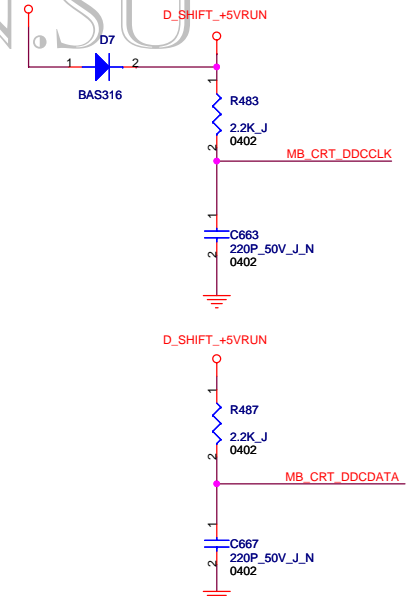 D_SHIFT_+5VRUN
D7
1 2
BAS316
1
R483
2.2K_J
0402
2
MB_CRT_DDCCLK
1
C663
220P_50V_J_N
0402
2
D_SHIFT_+5VRUN
1
R487
2.2K_J
0402
2
MB_CRT_DDCDATA
1
C667
220P_50V_J_N
0402
2